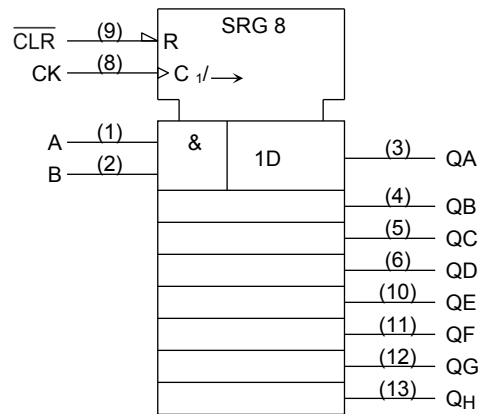 SRG 8
CLR (9) R
CK (8) C 1/
A (1) & 1D (3) QA
B (2)
(4) QB
(5) QC
(6) QD
(10) QE
(11) QF
(12) QG
(13) QH